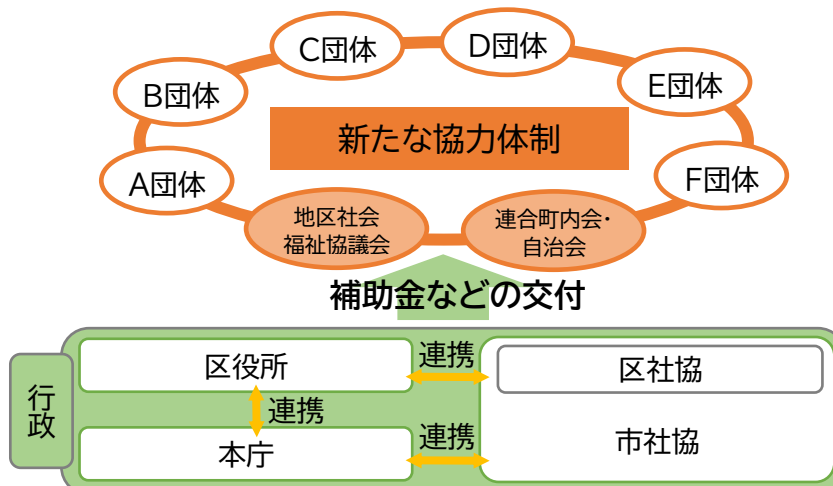 C団体
D団体
B団体
E団体
新たな協力体制
A団体
F団体
地区社会
福祉協議会
連合町内会・
自治会
補助金などの交付
行政
区役所
連携
区社協
連携
本庁
連携
市社協